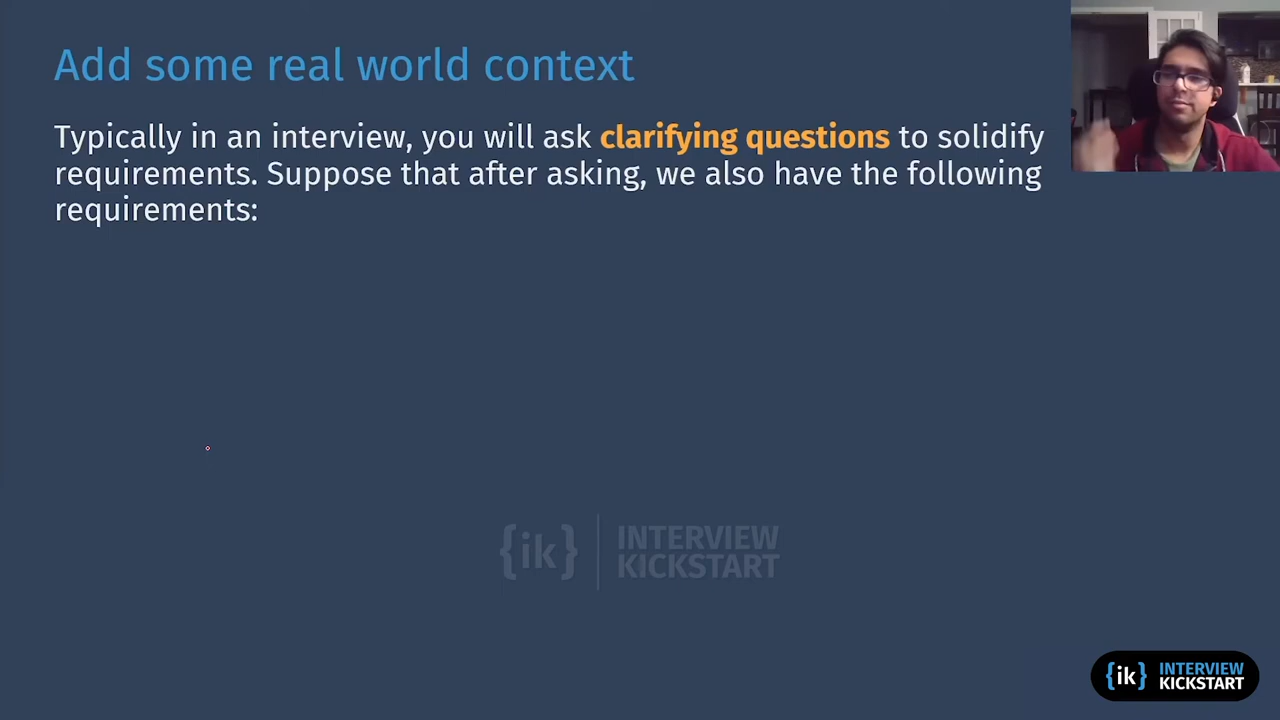 Add some real world context
Typically in an interview, you will ask clarifying questions to solidify
requirements. Suppose that after asking, we also have the following
requirements:
{ik} INTERVIEW
KICKSTART
{ik} INTERVIEW
KICKSTART